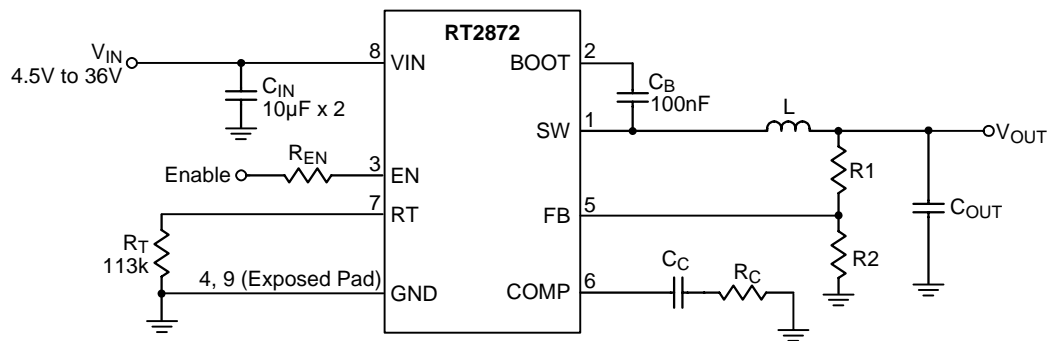 RT2872
VIN
4.5V to 36V
8
VIN
CIN
10µF x 2
BOOT
2
CB
100nF
SW
1
L
VOUT
Enable
REN
3
EN
R1
7
RT
FB
5
COUT
RT
113k
R2
4, 9 (Exposed Pad)
GND
COMP
6
CC
RC